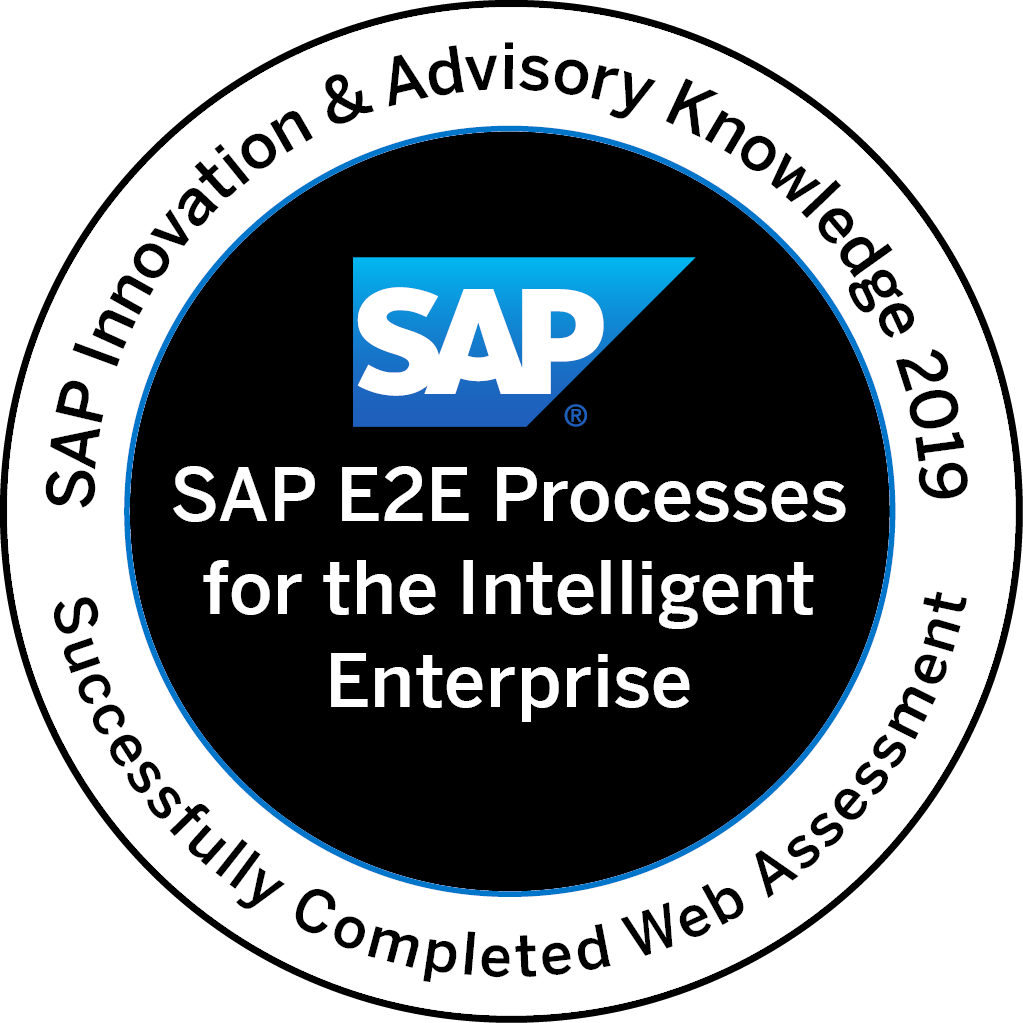 SAP Innovation & Advisory Knowledge 2019
SAP
®
SAP E2E Processes
for the Intelligent
Enterprise
Successfully Completed Web Assessment